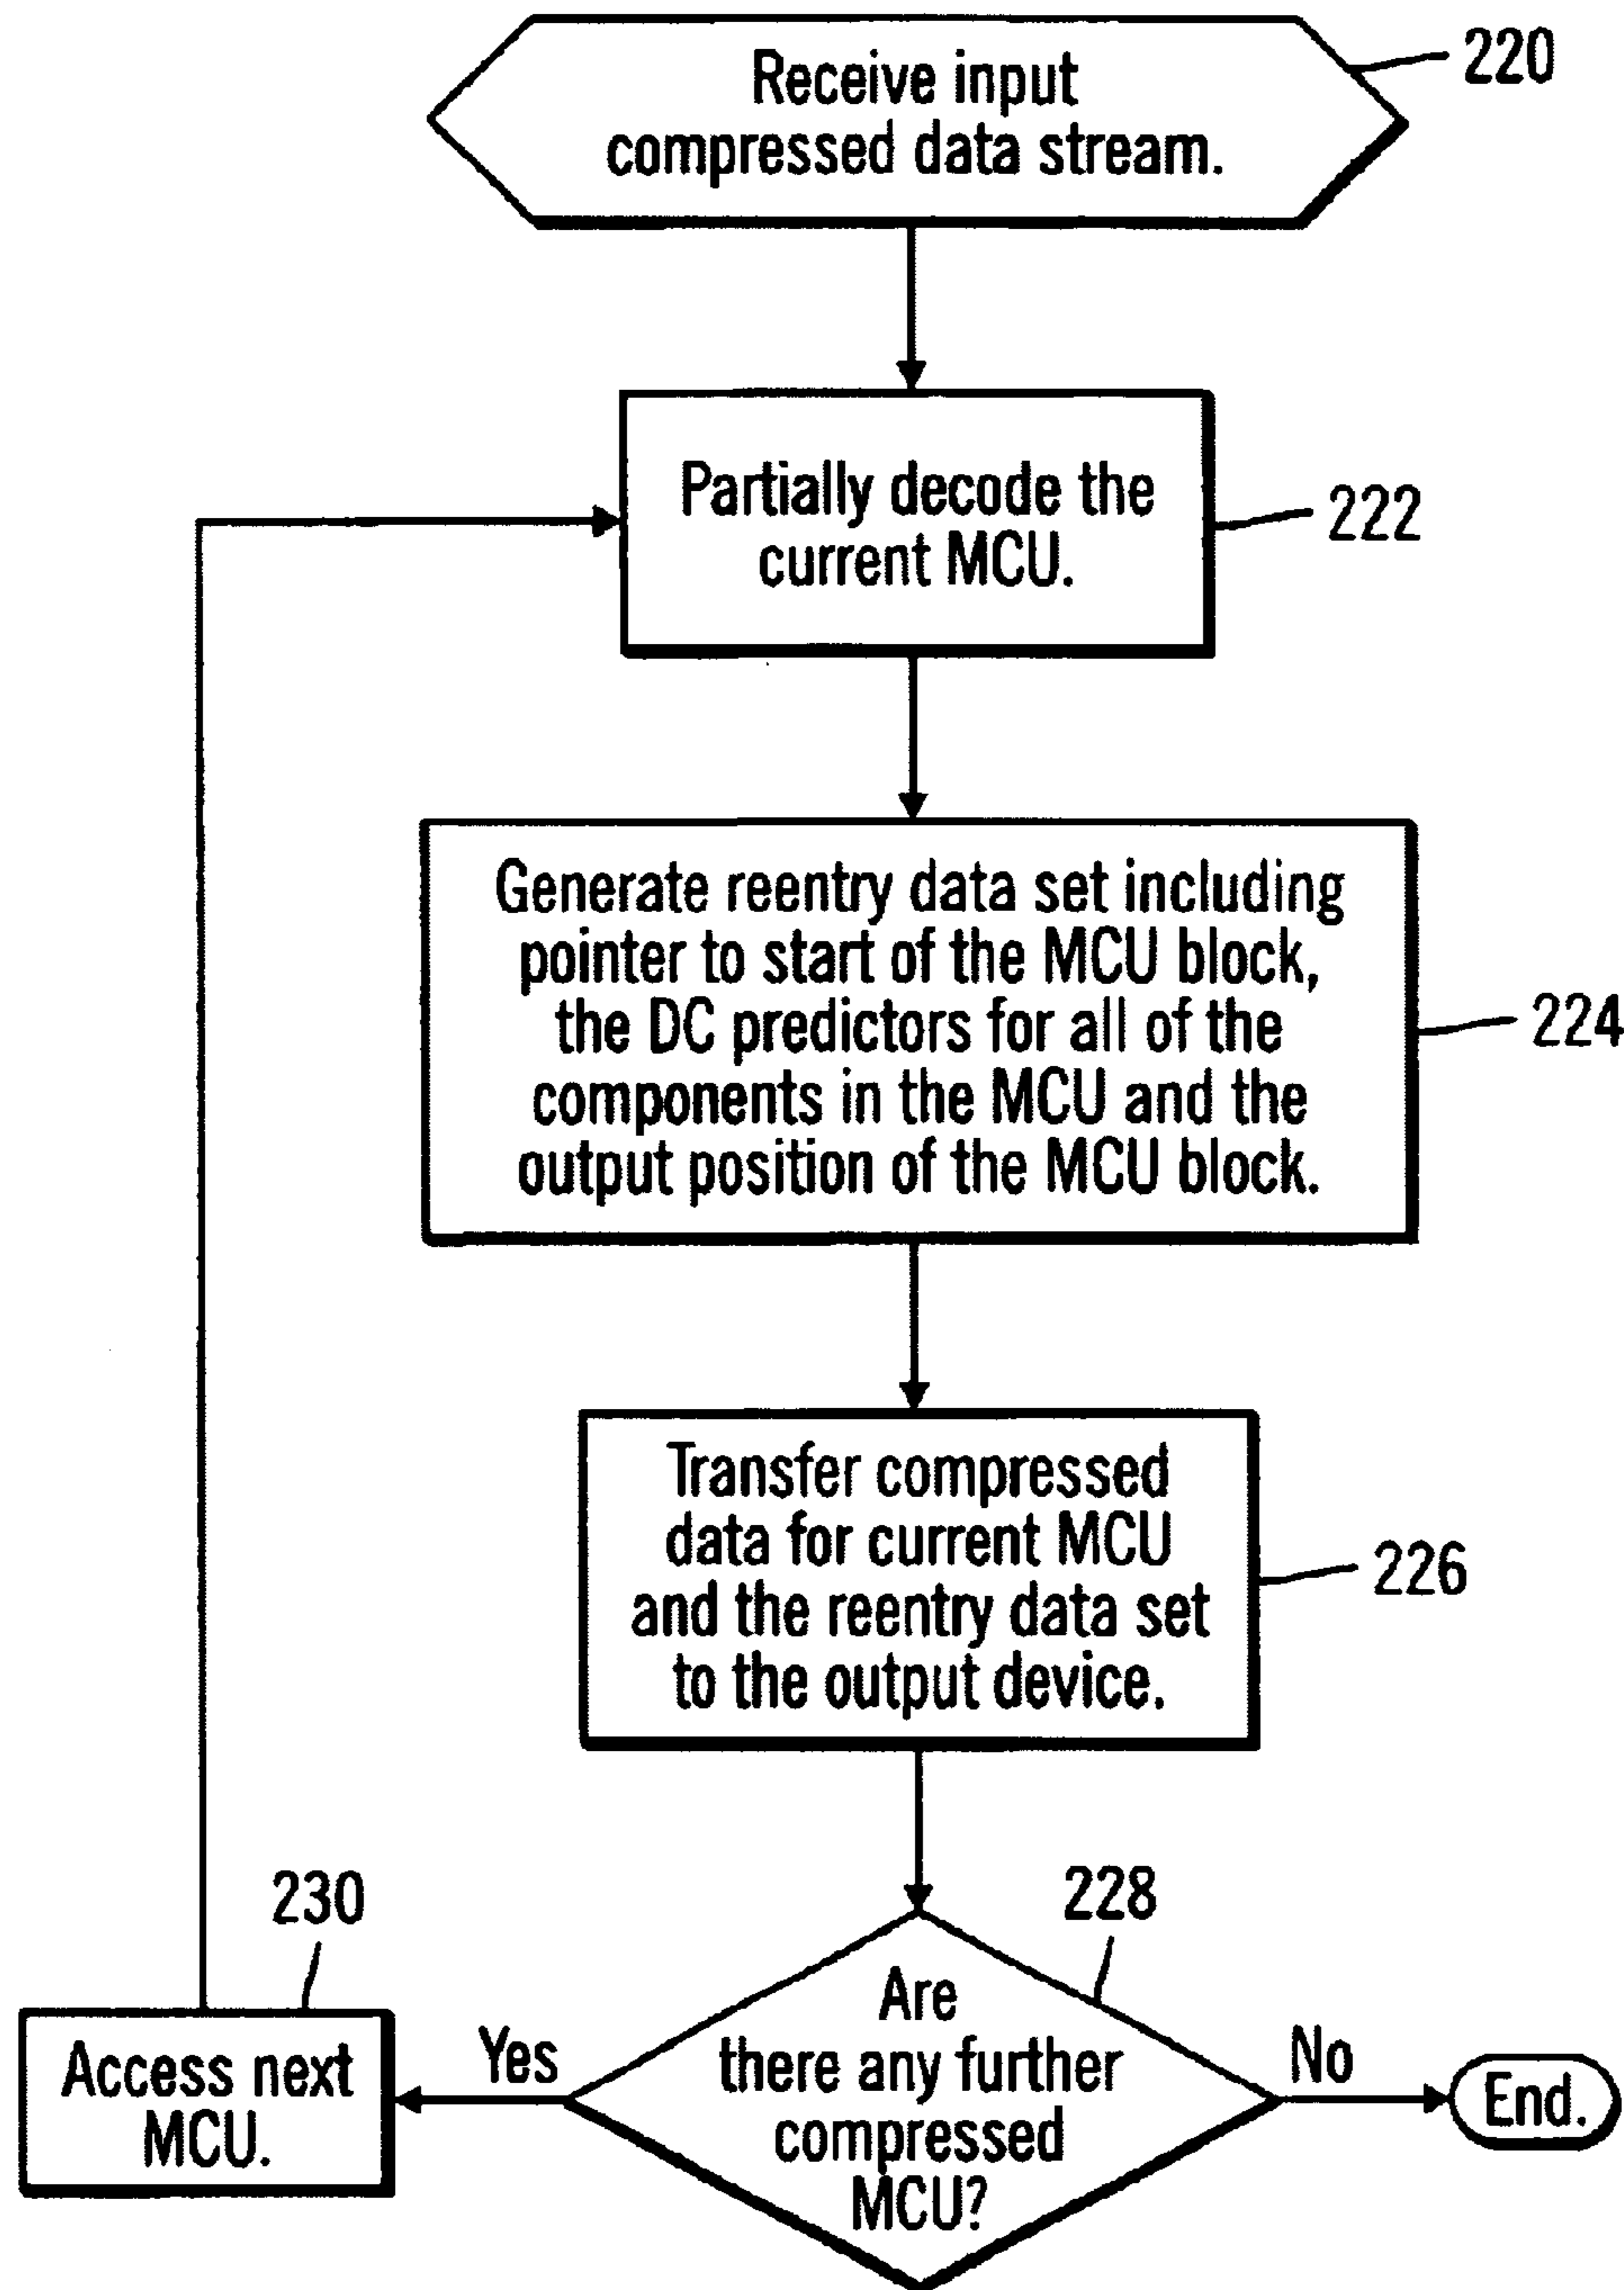 Receive input
compressed data stream.
220
Partially decode the
current MCU.
222
Generate reentry data set including
pointer to start of the MCU block,
the DC predictors for all of the
components in the MCU and the
output position of the MCU block.
224
Transfer compressed
data for current MCU
and the reentry data set
to the output device.
226
228
Are
there any further
compressed
MCU?
Yes
No
230
Access next
MCU.
End.